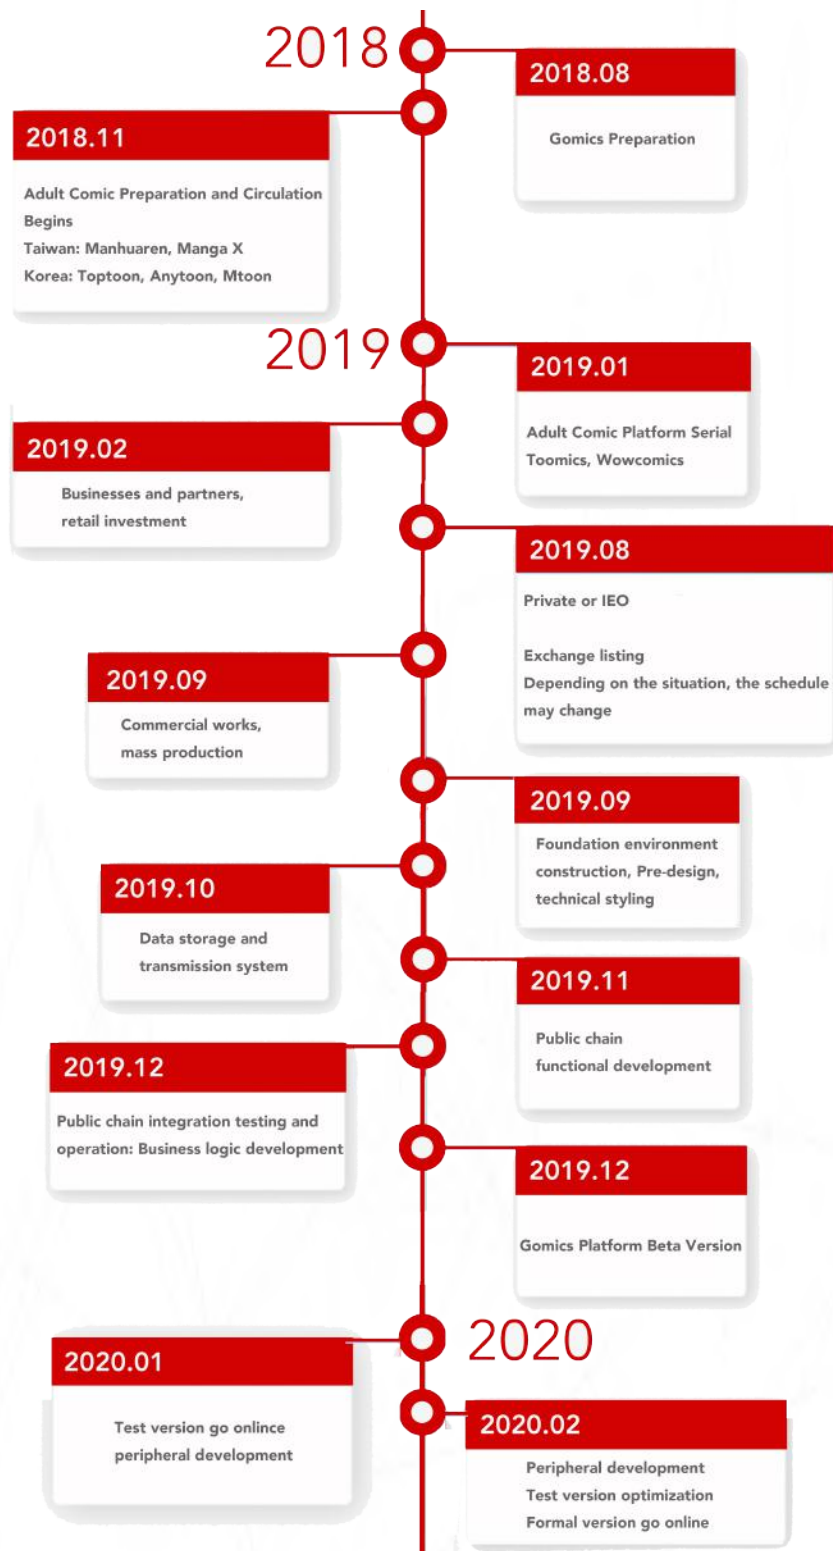 2018
2018.08
Gomics Preparation
2018.11
Adult Comic Preparation and Circulation
Begins
Taiwan: Manhuaren, Manga X
Korea: Toptoon, Anytoon, Mtoon
2019
2019.01
Adult Comic Platform Serial
Toomics, Wowcomics
2019.02
Businesses and partners,
retail investment
2019.08
Private or IEO
Exchange listing
Depending on the situation, the schedule
may change
2019.09
Commercial works,
mass production
2019.09
Foundation environment
construction, Pre-design,
technical styling
2019.10
Data storage and
transmission system
2019.11
Public chain
functional development
2019.12
Public chain integration testing and
operation: Business logic development
2019.12
Gomics Platform Beta Version
2020
2020.01
Test version go onlince
peripheral development
2020.02
Peripheral development
Test version optimization
Formal version go online